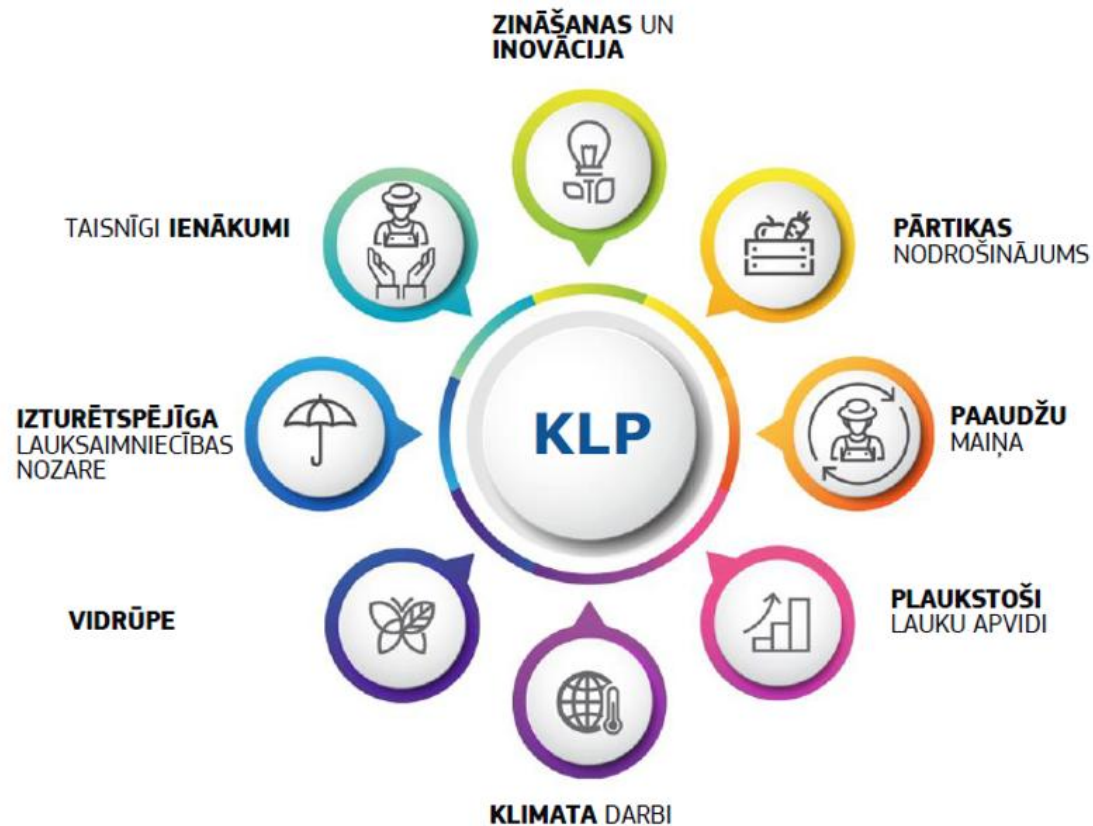 ZINĀŠANAS UN
INOVĀCIJA
TAISNĪGI IENĀKUMI
PĀRTIKAS
NODROŠINĀJUMS
IZTURĒTSPĒJĪGA
LAUKSAIMNIECĪBAS
NOZARE
KLP
PAAUDŽU
MAIŅA
VIDRŪPE
PLAUKSTOŠI
LAUKU APVIDI
KLIMATA DARBI